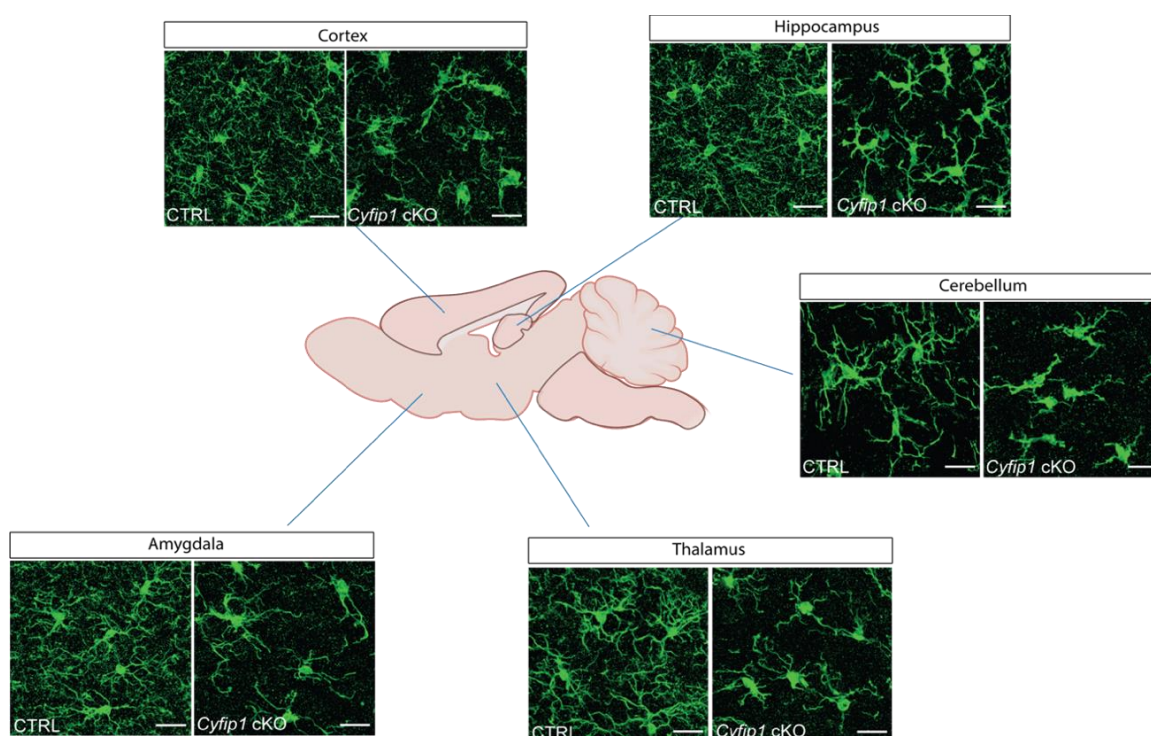 Cortex
CTRL
Cyfip1 cKO
Hippocampus
CTRL
Cyfip1 cKO
Cerebellum
CTRL
Cyfip1 cKO
Amygdala
CTRL
Cyfip1 cKO
Thalamus
CTRL
Cyfip1 cKO